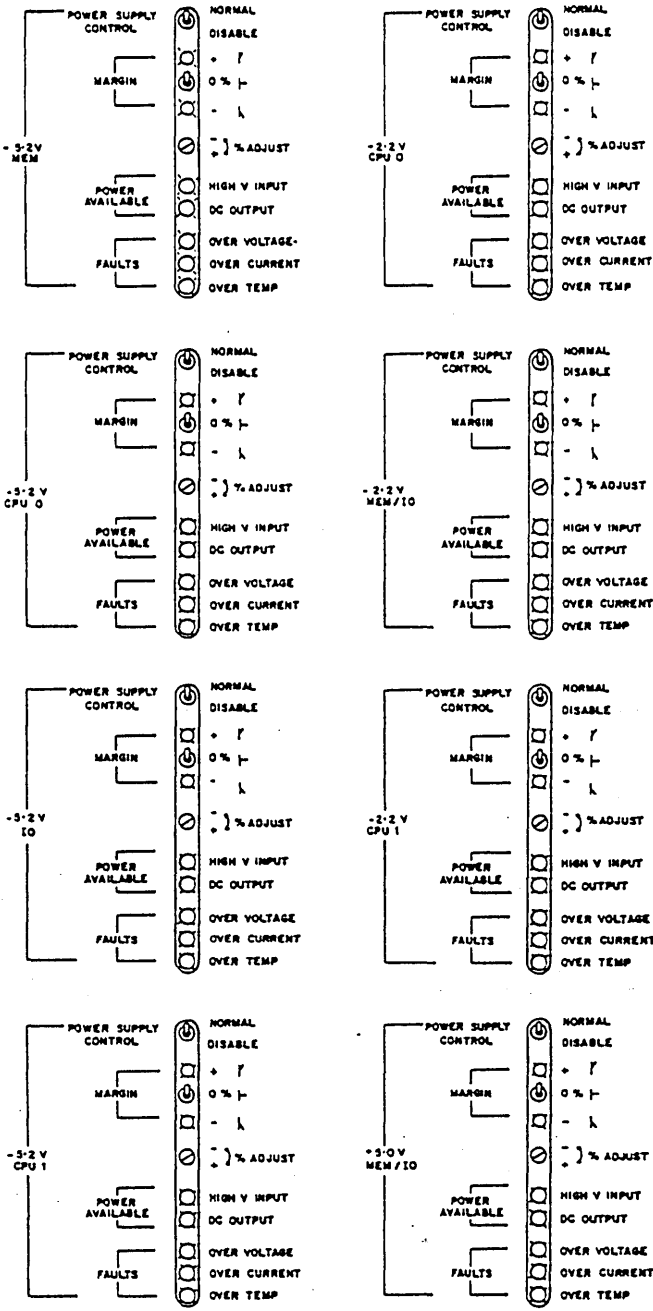 POWER SUPPLY
CONTROL
NORMAL
DISABLE
MARGIN
+
0 %
-
-5·2V
MEM
-
+
% ADJUST
POWER
AVAILABLE
HIGH V INPUT
DC OUTPUT
FAULTS
OVER VOLTAGE
OVER CURRENT
OVER TEMP
POWER SUPPLY
CONTROL
NORMAL
DISABLE
MARGIN
+
0 %
-
-2·2V
CPU 0
-
+
% ADJUST
POWER
AVAILABLE
HIGH V INPUT
DC OUTPUT
FAULTS
OVER VOLTAGE
OVER CURRENT
OVER TEMP
POWER SUPPLY
CONTROL
NORMAL
DISABLE
MARGIN
+
0 %
-
-5·2 V
CPU 0
-
+
% ADJUST
POWER
AVAILABLE
HIGH V INPUT
DC OUTPUT
FAULTS
OVER VOLTAGE
OVER CURRENT
OVER TEMP
POWER SUPPLY
CONTROL
NORMAL
DISABLE
MARGIN
+
0 %
-
-2·2 V
MEM/IO
-
+
% ADJUST
POWER
AVAILABLE
HIGH V INPUT
DC OUTPUT
FAULTS
OVER VOLTAGE
OVER CURRENT
OVER TEMP
POWER SUPPLY
CONTROL
NORMAL
DISABLE
MARGIN
+
0 %
-
-5·2 V
IO
-
+
% ADJUST
POWER
AVAILABLE
HIGH V INPUT
DC OUTPUT
FAULTS
OVER VOLTAGE
OVER CURRENT
OVER TEMP
POWER SUPPLY
CONTROL
NORMAL
DISABLE
MARGIN
+
0 %
-
-2·2 V
CPU 1
-
+
% ADJUST
POWER
AVAILABLE
HIGH V INPUT
DC OUTPUT
FAULTS
OVER VOLTAGE
OVER CURRENT
OVER TEMP
POWER SUPPLY
CONTROL
NORMAL
DISABLE
MARGIN
+
0 %
-
-5·2 V
CPU 1
-
+
% ADJUST
POWER
AVAILABLE
HIGH V INPUT
DC OUTPUT
FAULTS
OVER VOLTAGE
OVER CURRENT
OVER TEMP
POWER SUPPLY
CONTROL
NORMAL
DISABLE
MARGIN
+
0 %
-
+5·0 V
MEM/IO
-
+
% ADJUST
POWER
AVAILABLE
HIGH V INPUT
DC OUTPUT
FAULTS
OVER VOLTAGE
OVER CURRENT
OVER TEMP